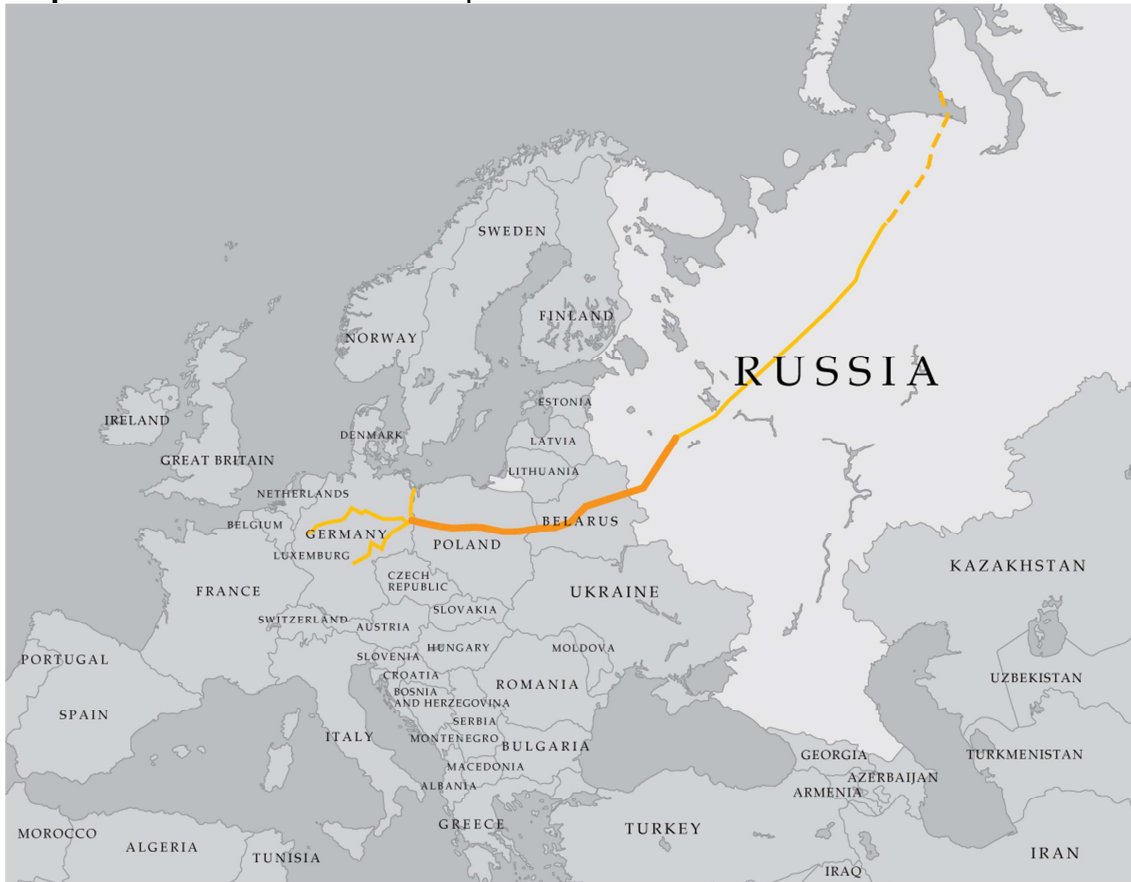 SWEDEN
FINLAND
NORWAY
RUSSIA
ESTONIA
IRELAND
DENMARK
LATVIA
GREAT BRITAIN
LITHUANIA
NETHERLANDS
BELGIUM
BELARUS
GERMANY
POLAND
LUXEMBURG
KAZAKHSTAN
CZECH
REPUBLIC
FRANCE
UKRAINE
SLOVAKIA
SWITZERLAND
AUSTRIA
HUNGARY
MOLDOVA
SLOVENIA
PORTUGAL
CROATIA
UZBEKISTAN
ROMANIA
BOSNIA
AND HERZEGOVINA
SPAIN
SERBIA
ITALY
MONTENEGRO
BULGARIA
GEORGIA
TURKMENISTAN
MACEDONIA
AZERBAIJAN
ALBANIA
ARMENIA
GREECE
TURKEY
MOROCCO
ALGERIA
TUNISIA
IRAN
IRAQ